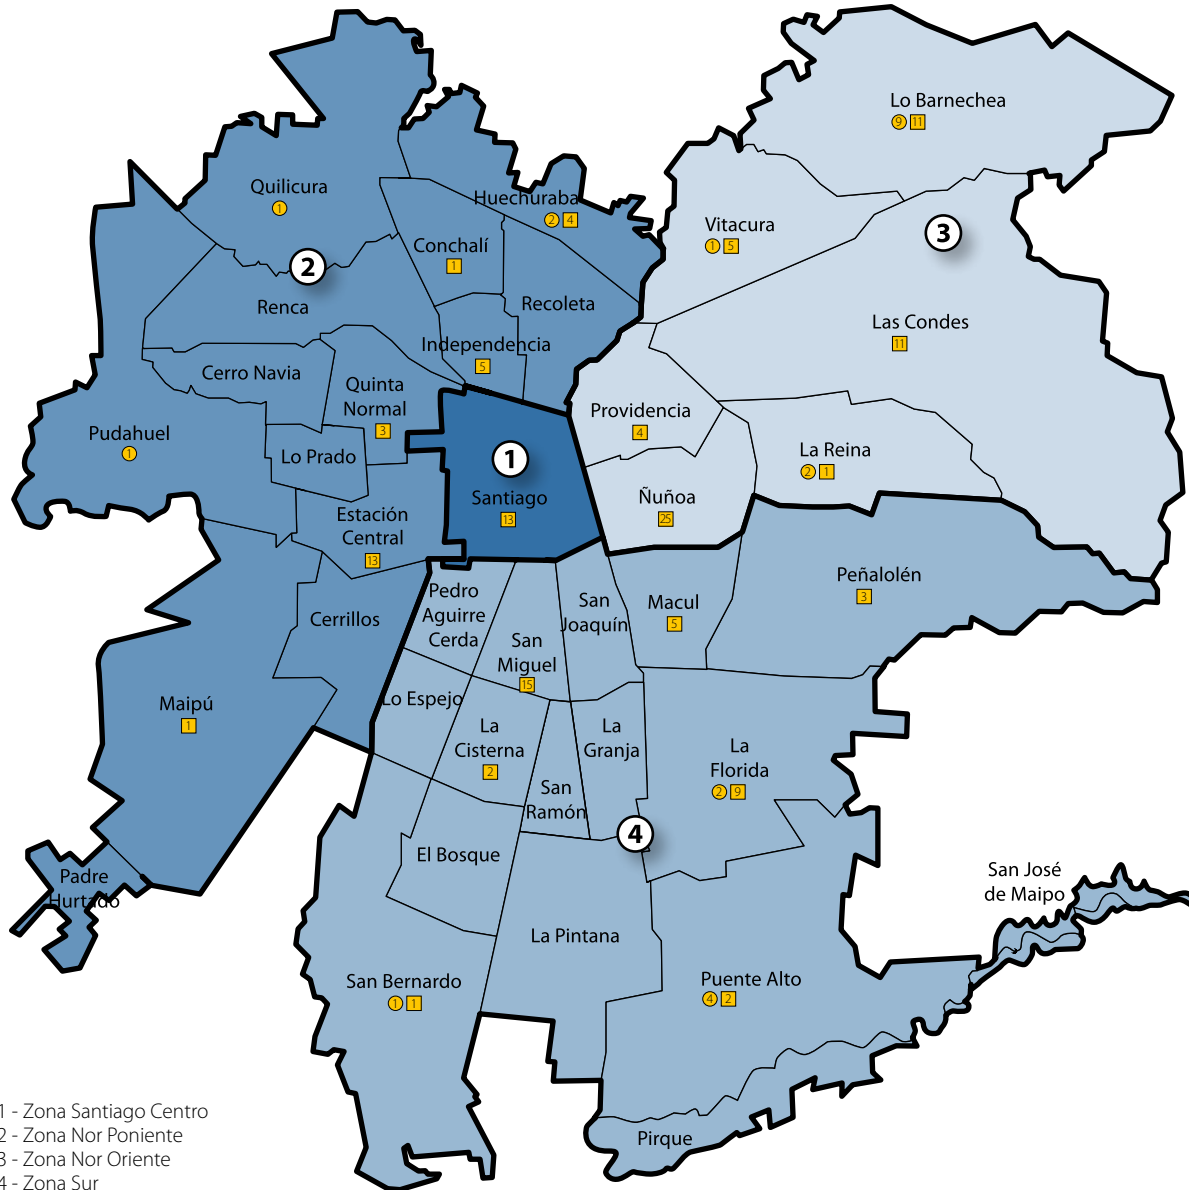 Lo Barnechea
9 11
Quilicura
1
Huechuraba
2 4
Vitacura
1 5
3
Conchalí
1
2
Renca
Recoleta
Las Condes
11
Independencia
5
Cerro Navia
Quinta
Normal
3
Providencia
4
Pudahuel
1
Lo Prado
1
La Reina
2 1
Santiago
13
Ñuñoa
25
Estación
Central
13
Peñalolén
3
Pedro
Aguirre
Cerda
San
Joaquín
Macul
5
Cerrillos
San
Miguel
15
Maipú
1
Lo Espejo
La
Cisterna
2
La
Granja
La
Florida
2 9
San
Ramón
4
El Bosque
Padre
Hurtado
San José
de Maipo
La Pintana
San Bernardo
1 1
Puente Alto
4 2
Pirque
1 - Zona Santiago Centro
2 - Zona Nor Poniente
3 - Zona Nor Oriente
4 - Zona Sur